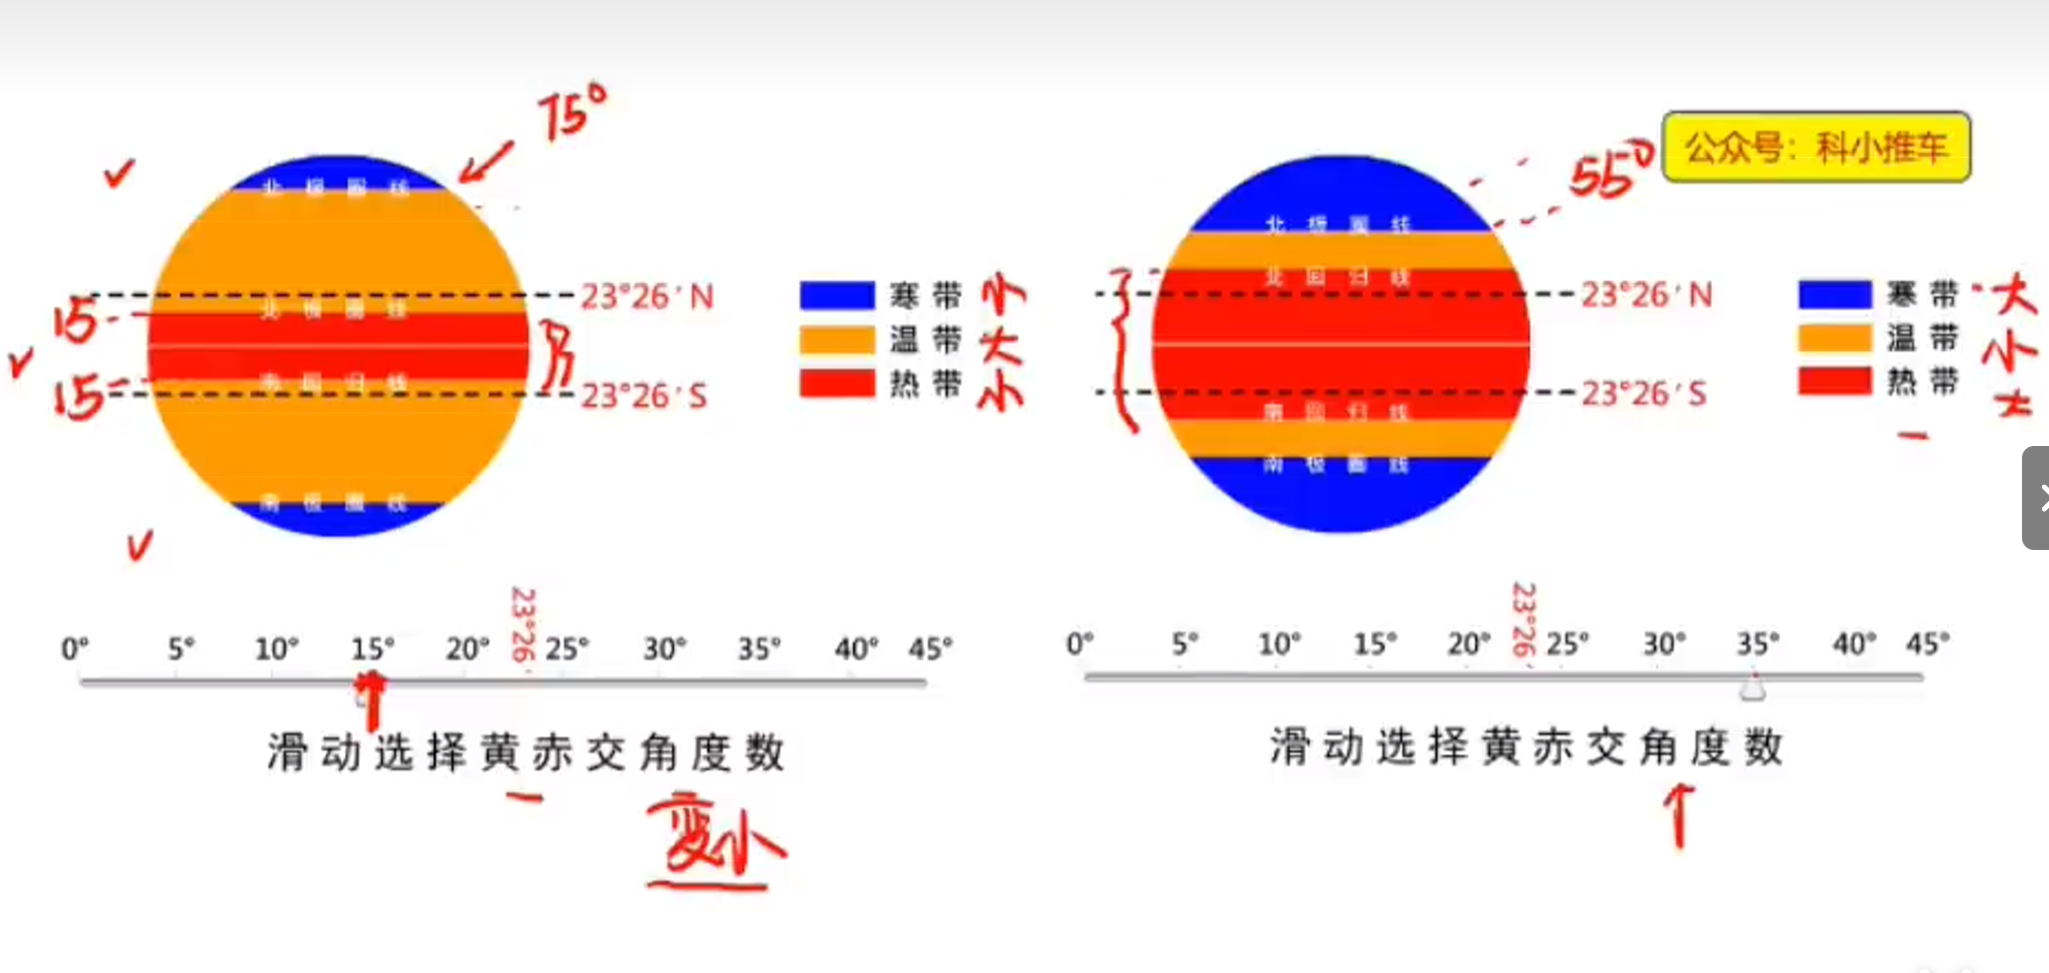 75°
公众号：科小推车
55°
北 极 圈 线
23°26′N
北 极 圈 线
15
15
南 回 归 线
23°26′S
南 极 圈 线
寒 带 小
温 带 大
热 带 小
北 极 圈 线
北 回 归 线
23°26′N
23°26′S
南 回 归 线
南 极 圈 线
寒 带 大
温 带 小
热 带 大
0° 5° 10° 15° 20° 23°26′ 25° 30° 35° 40° 45°
滑动选择黄赤交角度数
变小
0° 5° 10° 15° 20° 23°26′ 25° 30° 35° 40° 45°
滑动选择黄赤交角度数